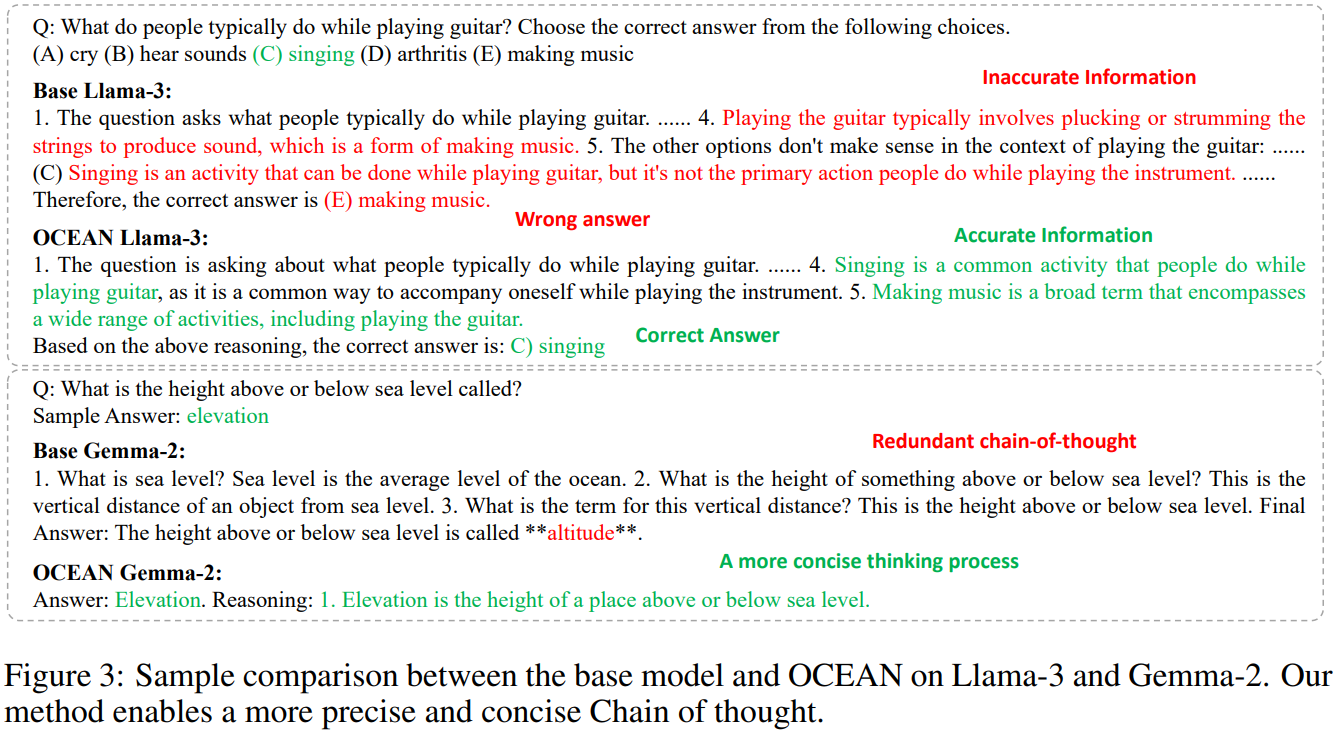 Q: What do people typically do while playing guitar? Choose the correct answer from the following choices.
(A) cry (B) hear sounds (C) singing (D) arthritis (E) making music
Inaccurate Information
Base Llama-3:
1. The question asks what people typically do while playing guitar. ...... 4. Playing the guitar typically involves plucking or strumming the
strings to produce sound, which is a form of making music. 5. The other options don't make sense in the context of playing the guitar: ......
(C) Singing is an activity that can be done while playing guitar, but it's not the primary action people do while playing the instrument. ......
Therefore, the correct answer is (E) making music.
Wrong answer
OCEAN Llama-3:
Accurate Information
1. The question is asking about what people typically do while playing guitar. ...... 4. Singing is a common activity that people do while
playing guitar, as it is a common way to accompany oneself while playing the instrument. 5. Making music is a broad term that encompasses
a wide range of activities, including playing the guitar.
Correct Answer
Based on the above reasoning, the correct answer is: C) singing
Q: What is the height above or below sea level called?
Sample Answer: elevation
Base Gemma-2:
Redundant chain-of-thought
1. What is sea level? Sea level is the average level of the ocean. 2. What is the height of something above or below sea level? This is the
vertical distance of an object from sea level. 3. What is the term for this vertical distance? This is the height above or below sea level. Final
Answer: The height above or below sea level is called **altitude**.
A more concise thinking process
OCEAN Gemma-2:
Answer: Elevation. Reasoning: 1. Elevation is the height of a place above or below sea level.
Figure 3: Sample comparison between the base model and OCEAN on Llama-3 and Gemma-2. Our
method enables a more precise and concise Chain of thought.